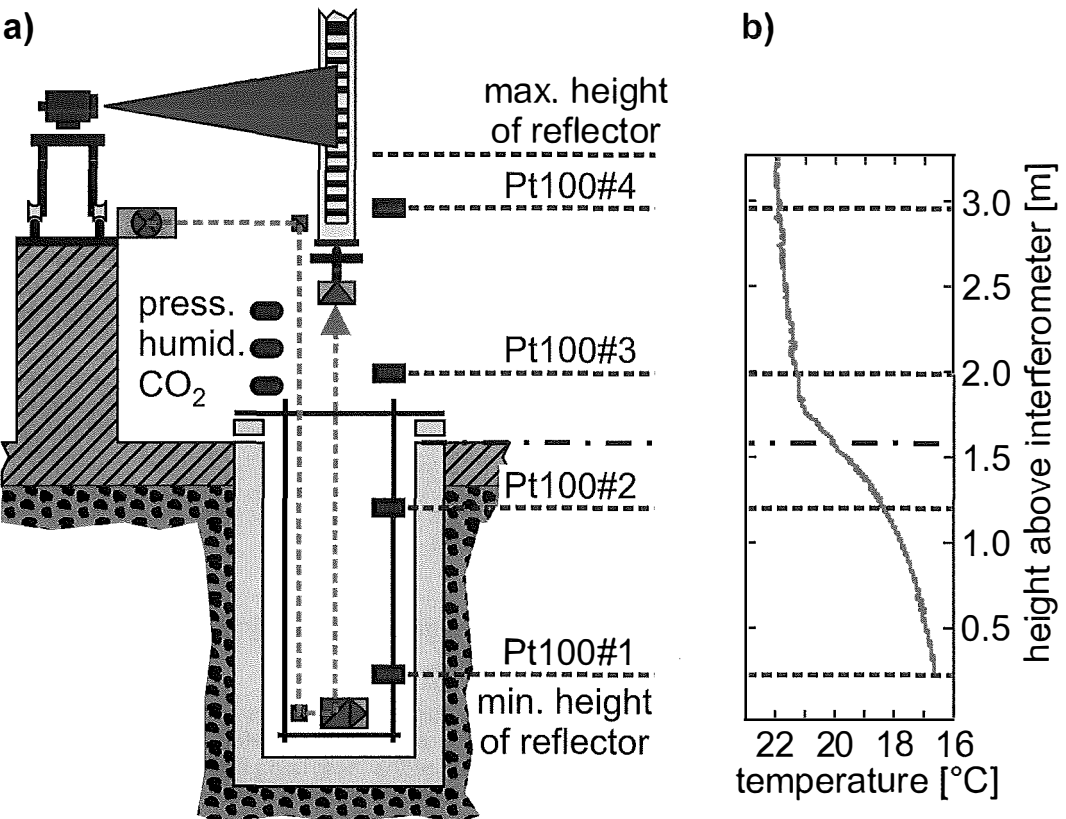 a)
max. height
of reflector
Pt100#4
press.
humid.
CO₂
Pt100#3
Pt100#2
Pt100#1
min. height
of reflector
b)
3.0
2.5
2.0
1.5
1.0
0.5
height above interferometer [m]
22 20 18 16
temperature [°C]